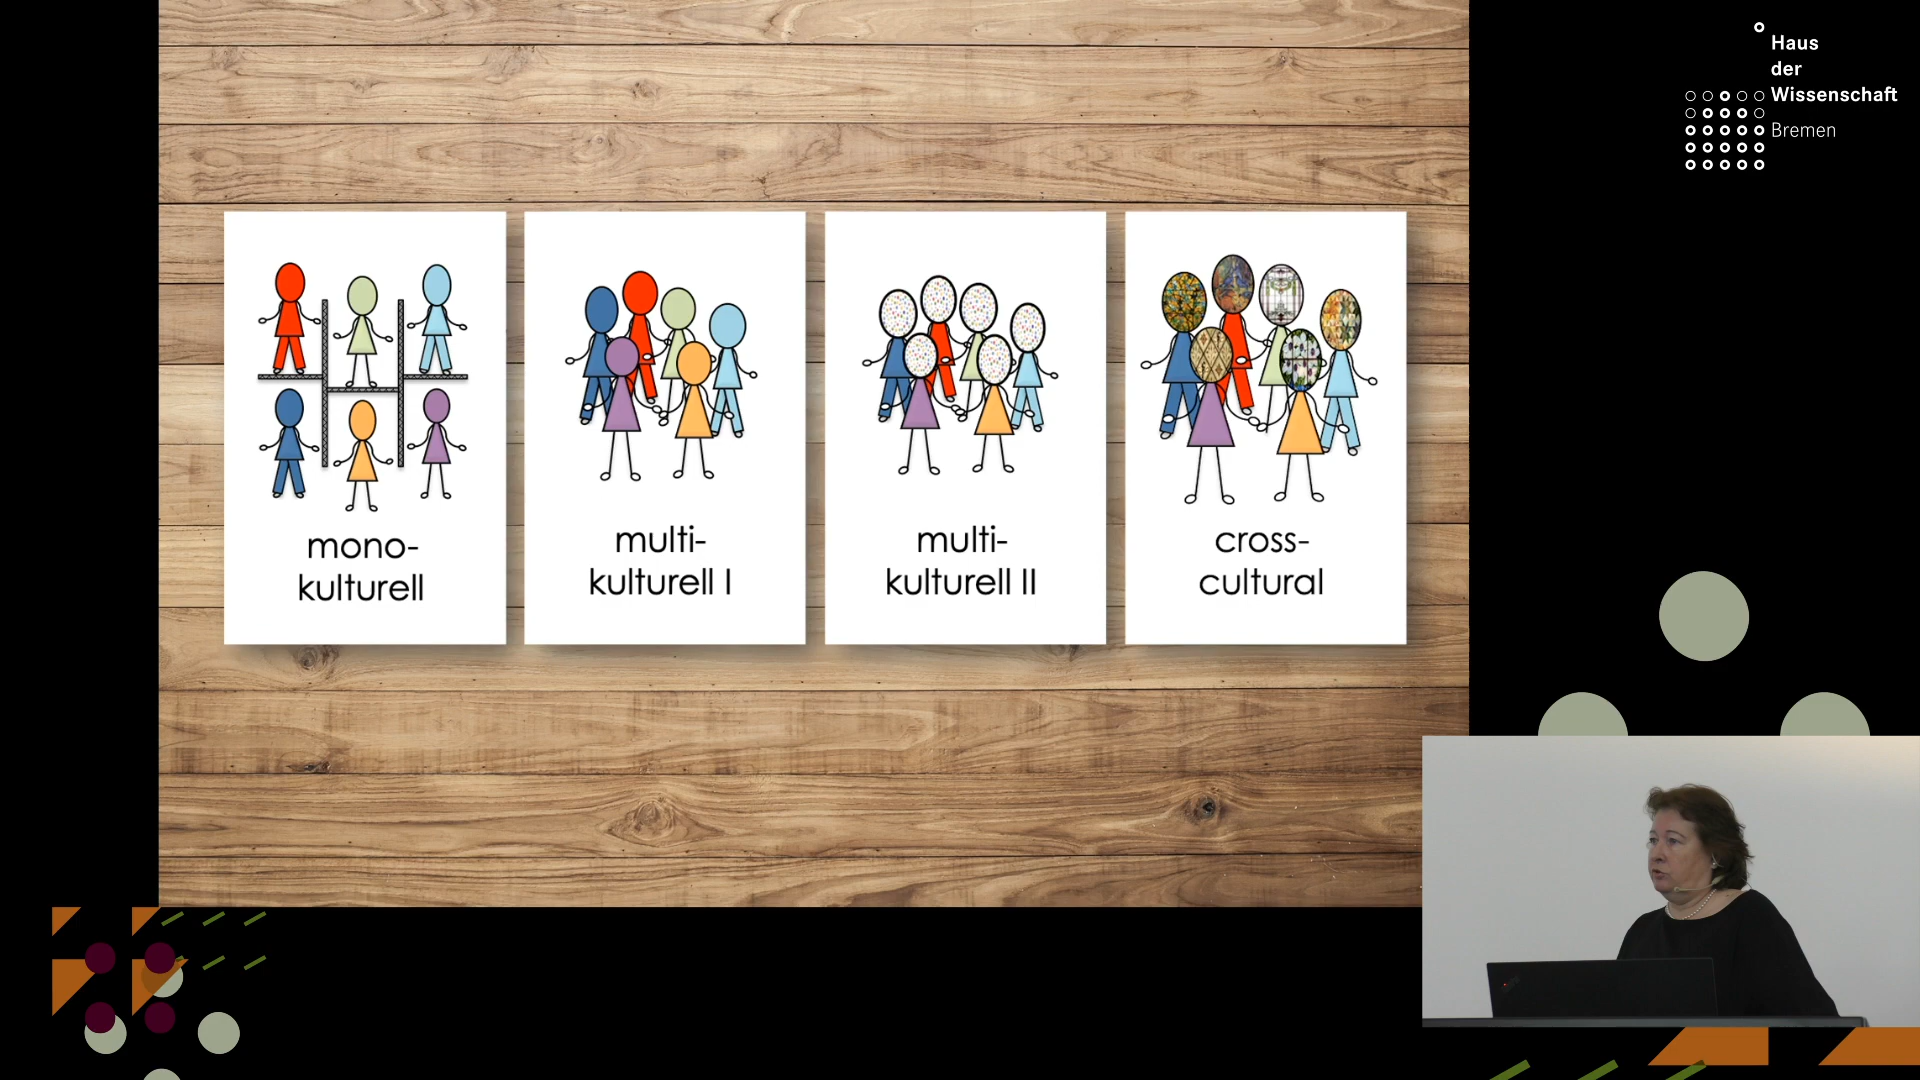 Haus
der
Wissenschaft
Bremen
mono-
kulturell
multi-
kulturell I
multi-
kulturell II
cross-
cultural